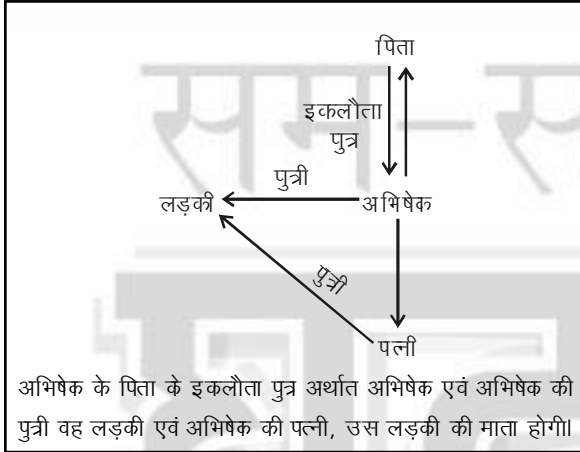 पिता
इकलौता
पुत्र
पुत्री
लड़की
अभिषेक
पुत्री
पत्नी
अभिषेक के पिता के इकलौता पुत्र अर्थात अभिषेक एवं अभिषेक की
पुत्री वह लड़की एवं अभिषेक की पत्नी, उस लड़की की माता होगी।